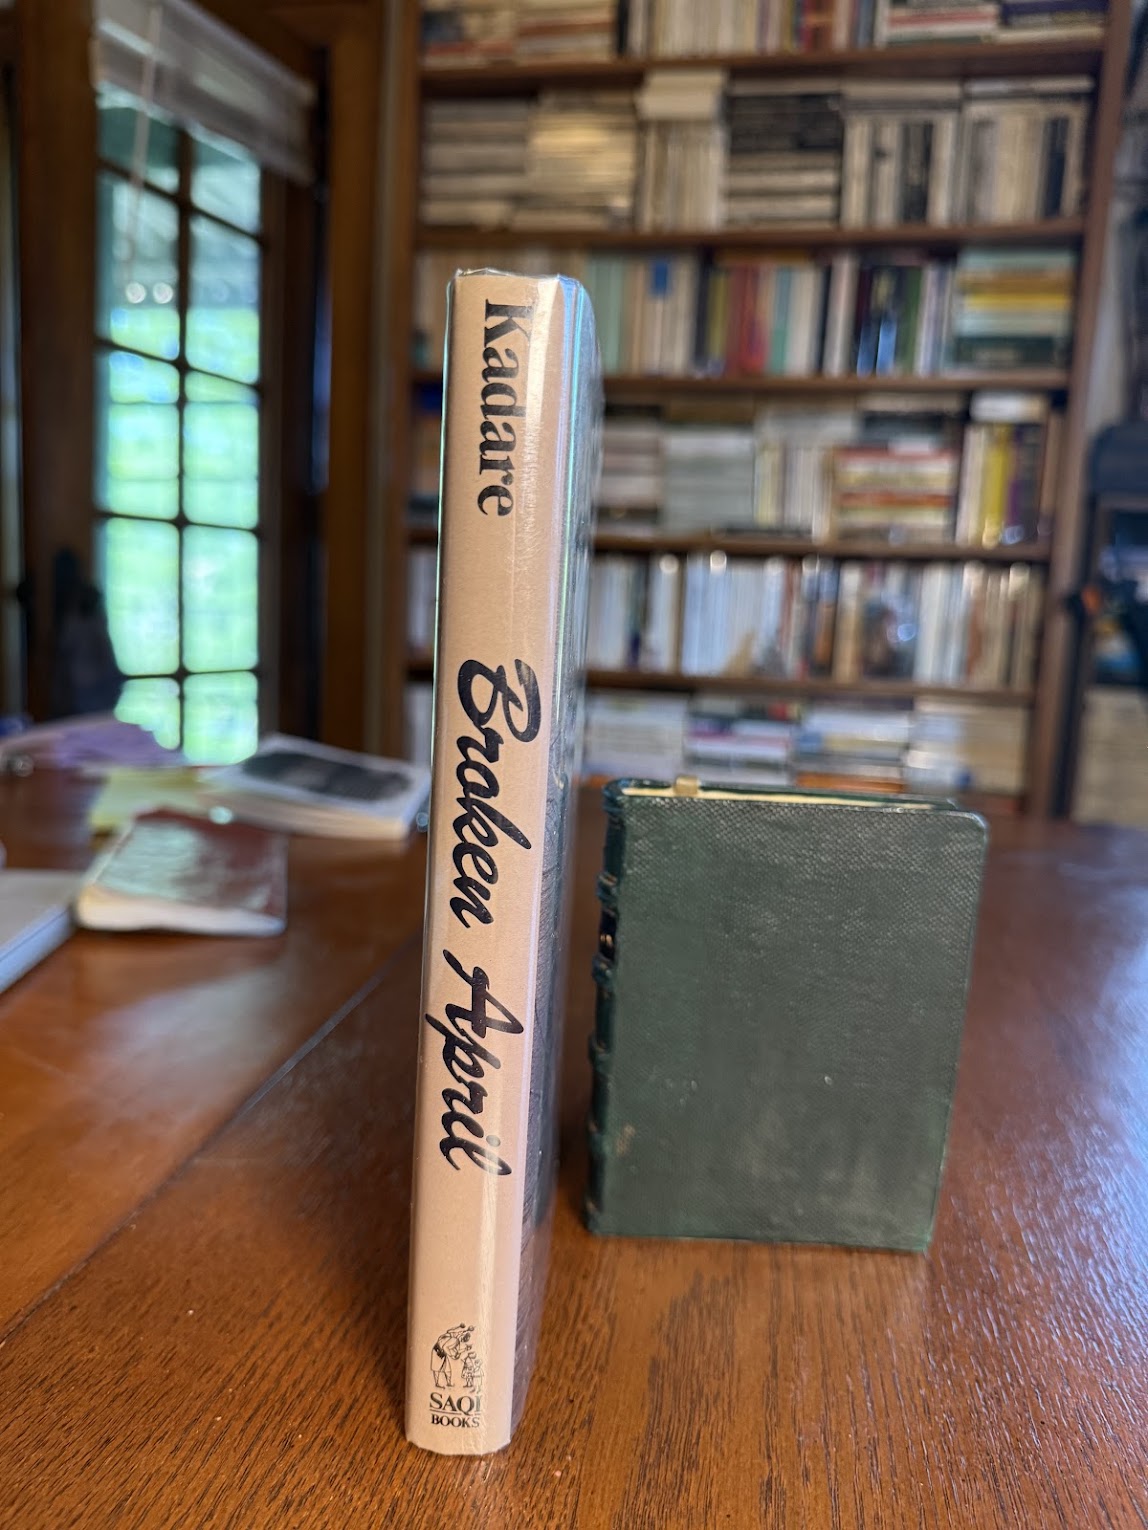 Kadare
Broken April
SAQI
BOOKS